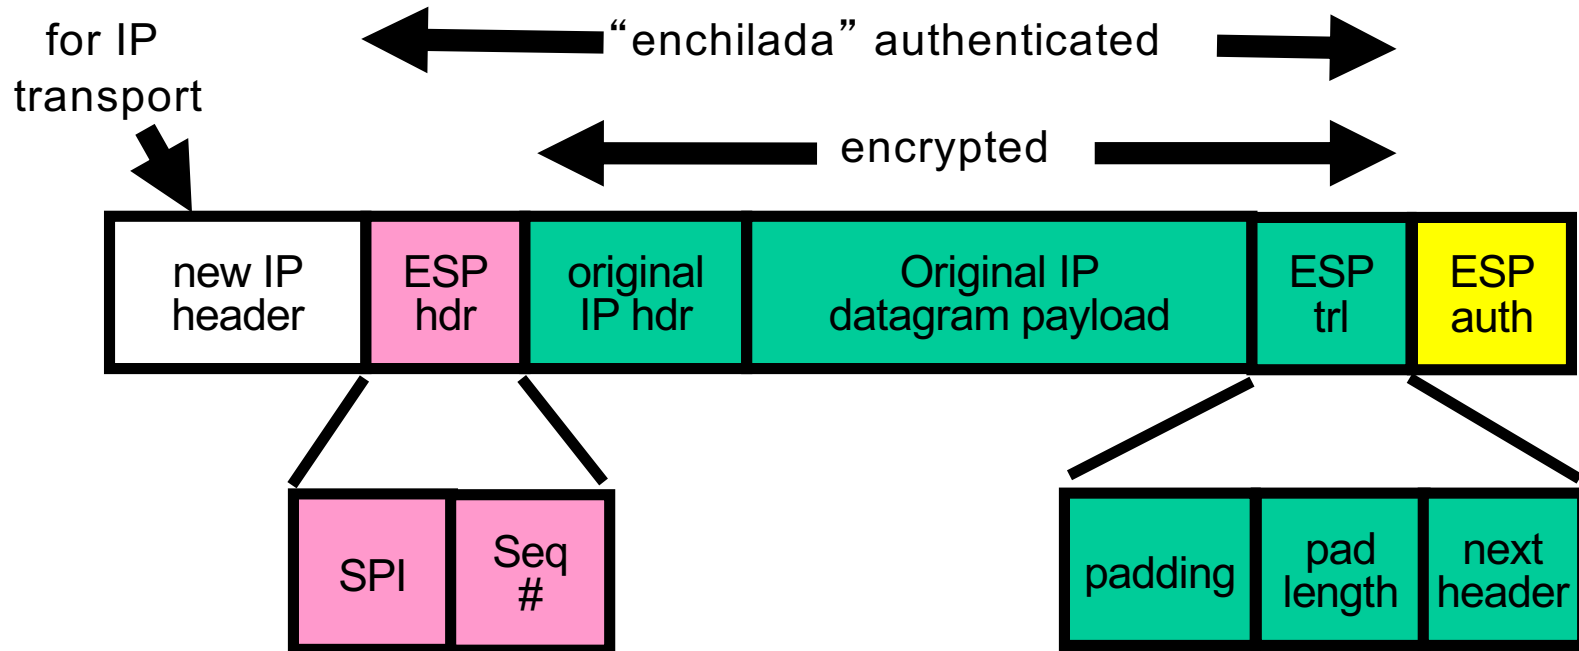 for IP
transport
“enchilada” authenticated
encrypted
new IP
header
ESP
hdr
original
IP hdr
Original IP
datagram payload
ESP
trl
ESP
auth
SPI
Seq
#
padding
pad
length
next
header